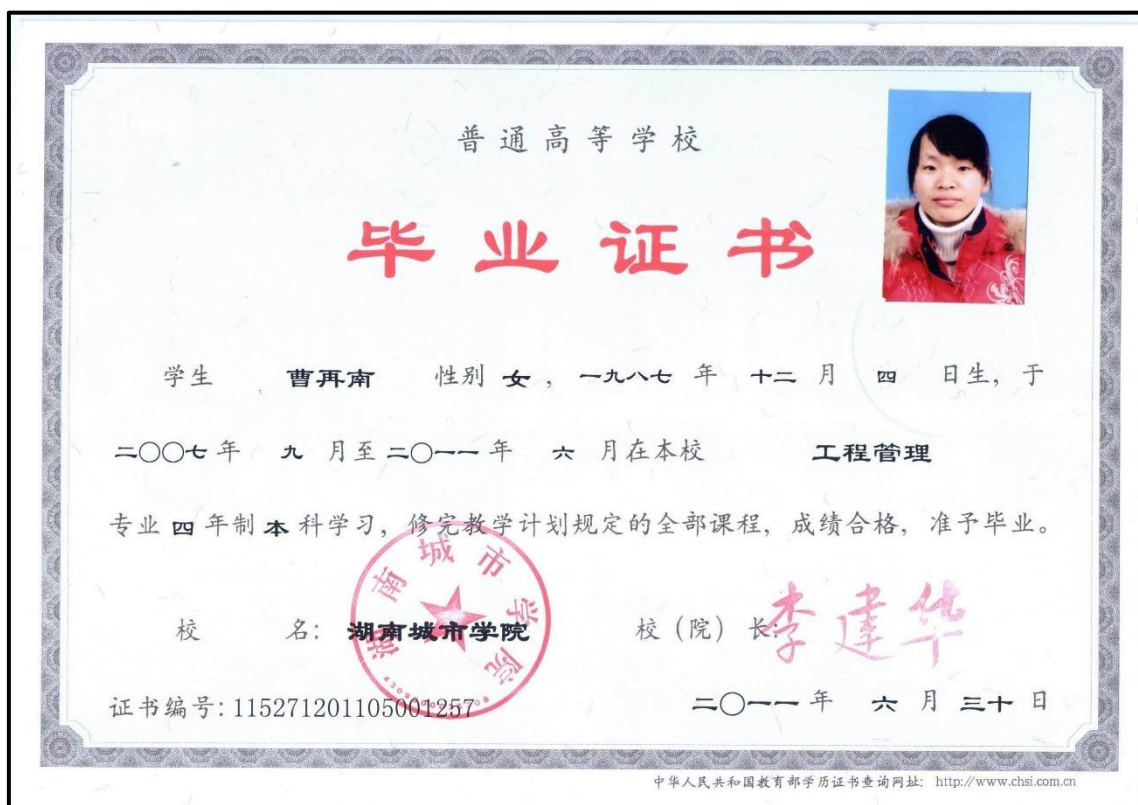 普通高等学校
毕业证书
学生 曹再南 性别 女，一九八七 年 十二 月 四 日生，于
二〇〇七年 九 月至二〇一一年 六 月在本校 工程管理
专业 四 年制 本 科学习，修完教学计划规定的全部课程，成绩合格，准予毕业。
湖南城市学院
校 名：湖南城市学院 校（院）长：李建华
证书编号：115271201105001257 二〇一一年 六 月 三十 日
中华人民共和国教育部学历证书查询网址：http://www.chsi.com.cn